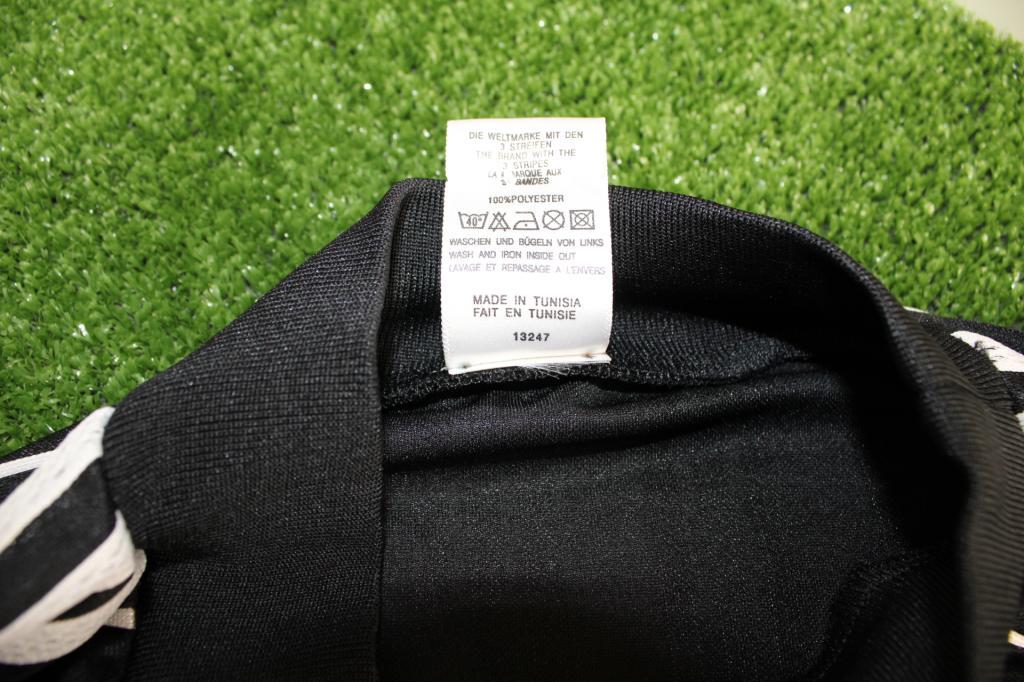 DIE WELTMARKE MIT DEN
3 STREIFEN
THE BRAND WITH THE
3 STRIPES
LA MARQUE AUX
3 BANDES
100%POLYESTER
40°
WASCHEN UND BÜGELN VON LINKS
WASH AND IRON INSIDE OUT
LAVAGE ET REPASSAGE A L'ENVERS
MADE IN TUNISIA
FAIT EN TUNISIE
13247